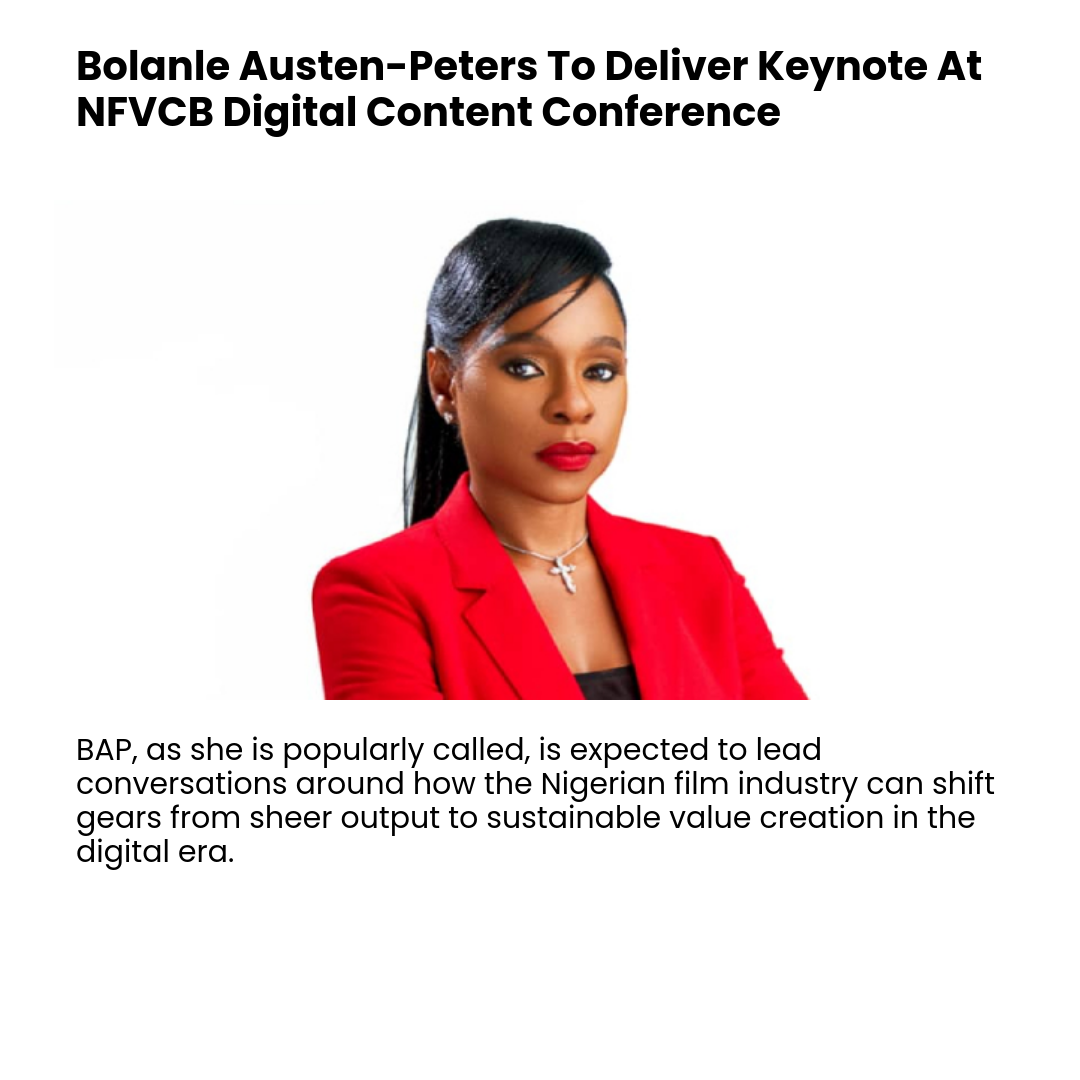 Bolanle Austen-Peters To Deliver Keynote At
NFVCB Digital Content Conference
BAP, as she is popularly called, is expected to lead
conversations around how the Nigerian film industry can shift
gears from sheer output to sustainable value creation in the
digital era.